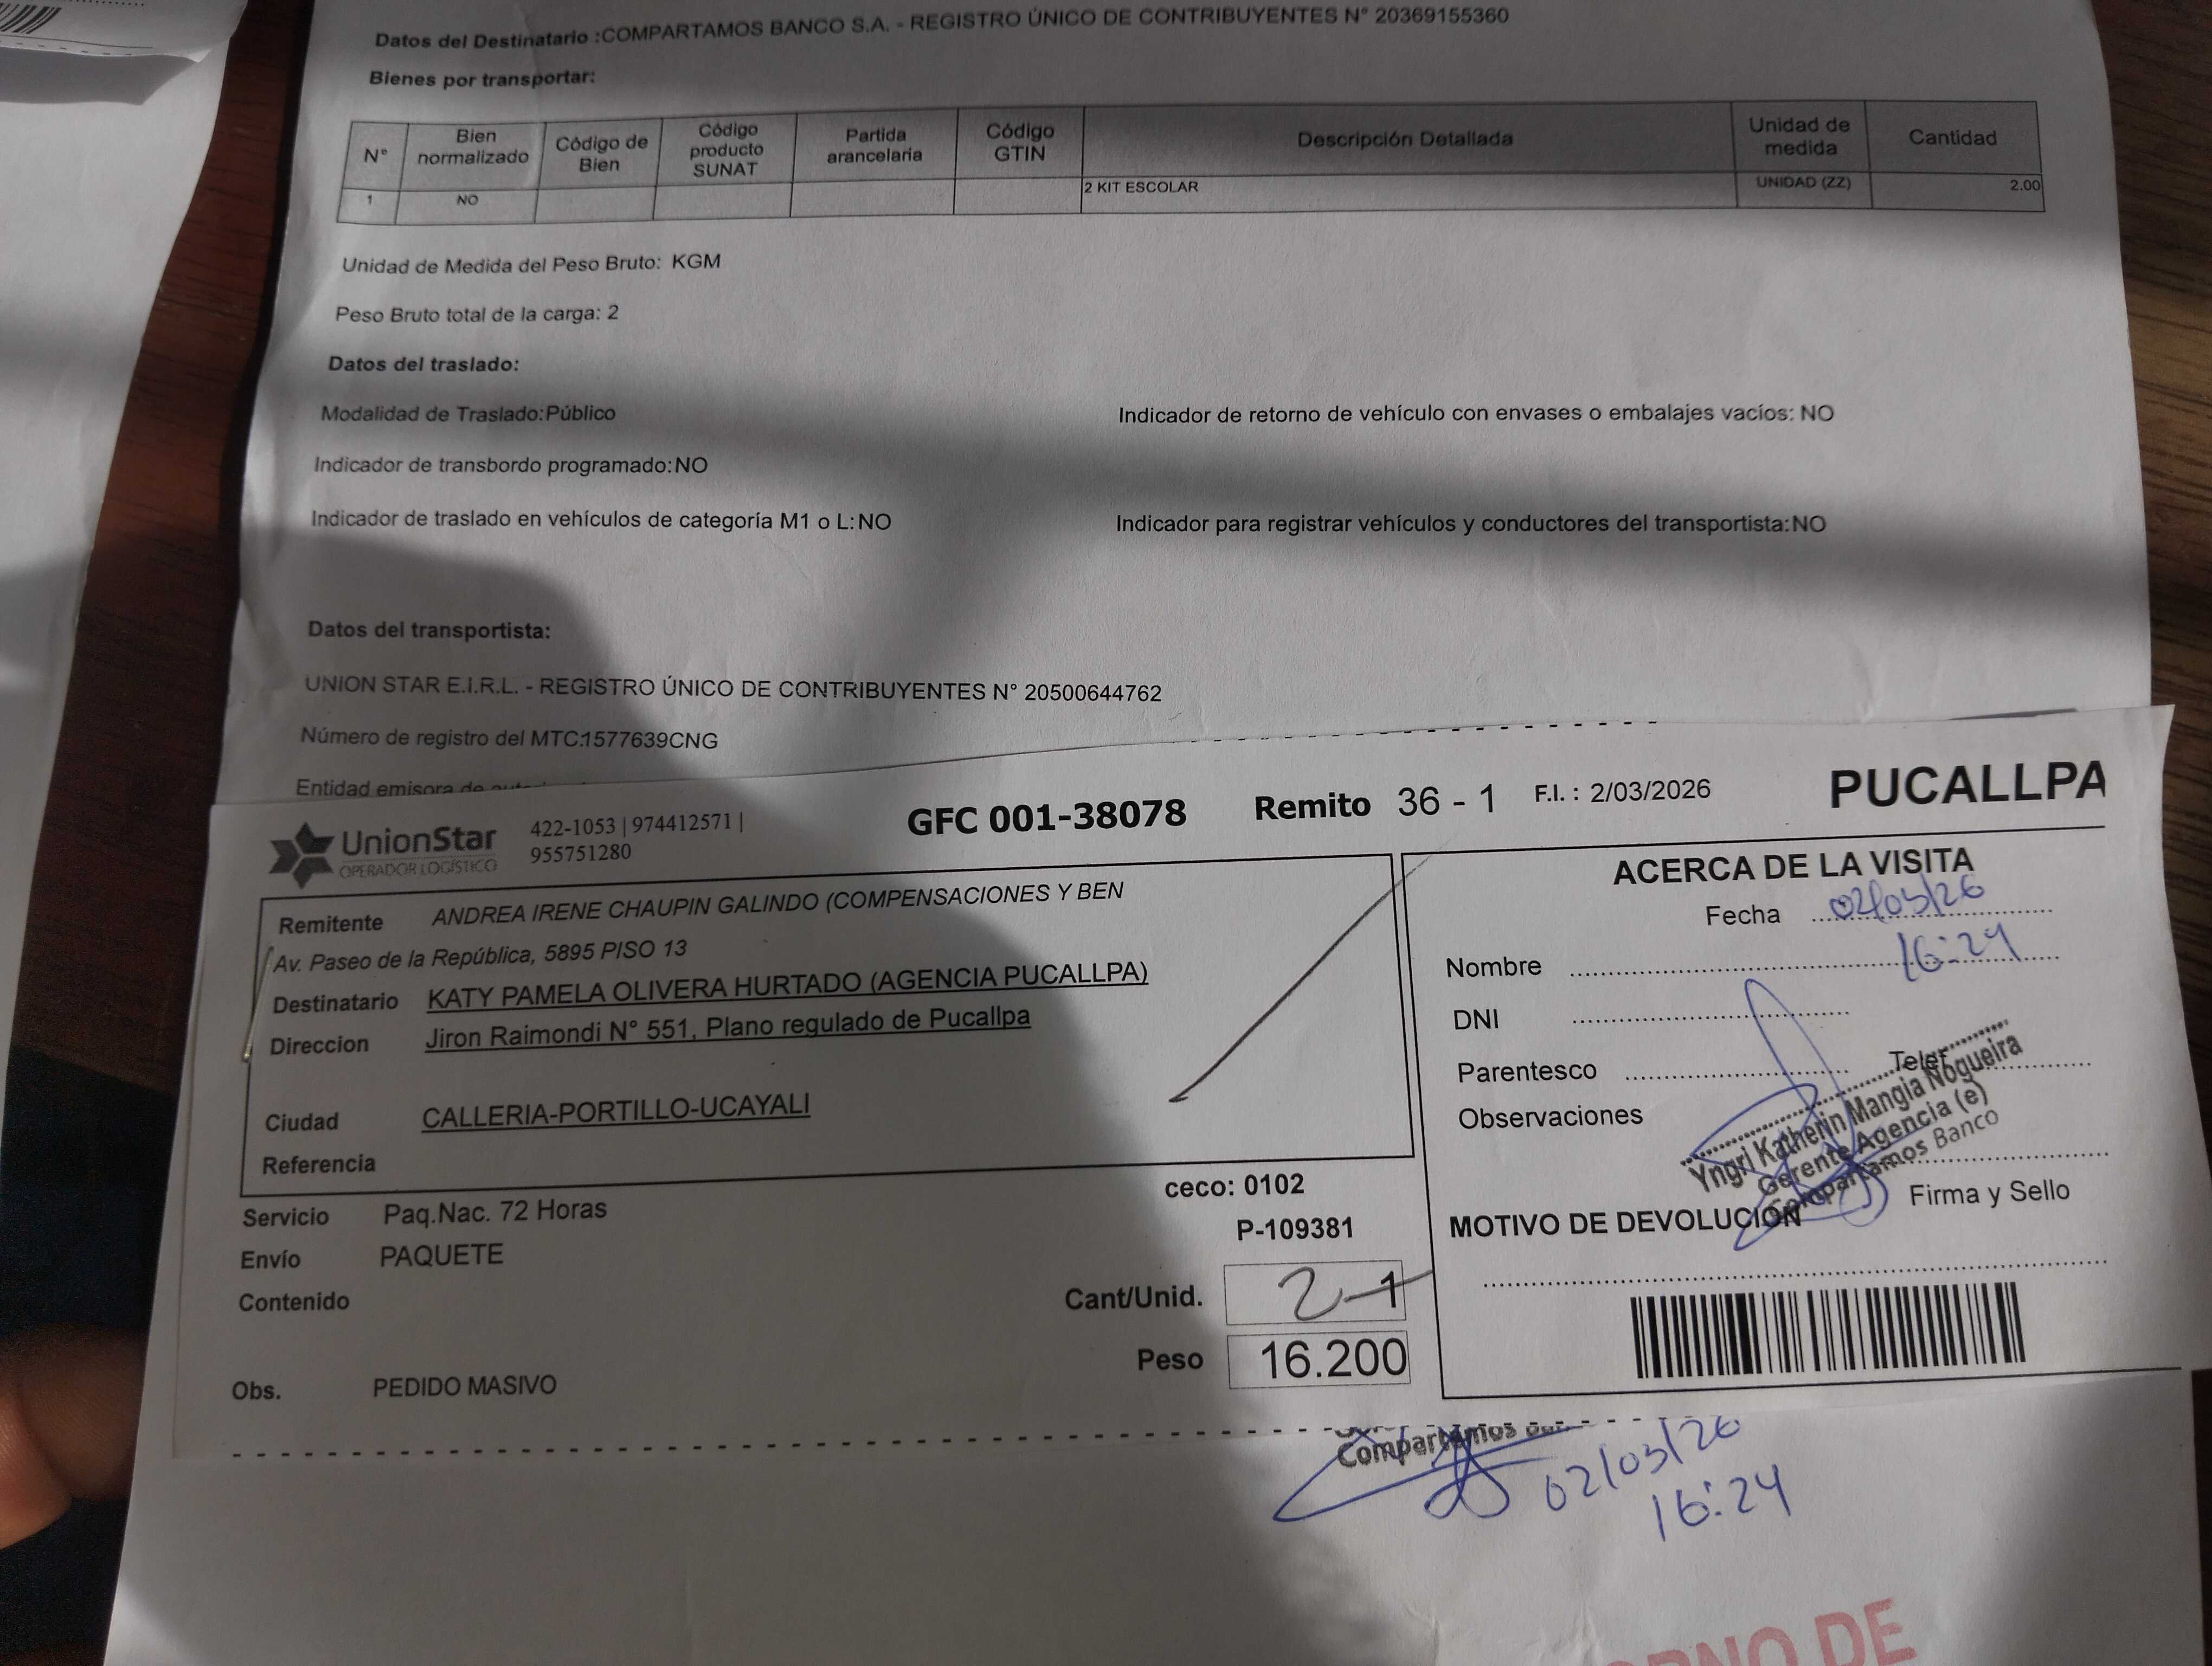 Datos del Destinatario :COMPARTAMOS BANCO S.A. - REGISTRO ÚNICO DE CONTRIBUYENTES N° 20369155360
Bienes por transportar:
N° Bien normalizado Código de Bien Código producto SUNAT Partida arancelaria Código GTIN Descripción Detallada Unidad de medida Cantidad
1 NO 2 KIT ESCOLAR UNIDAD (ZZ) 2.00
Unidad de Medida del Peso Bruto: KGM
Peso Bruto total de la carga: 2
Datos del traslado:
Modalidad de Traslado:Público Indicador de retorno de vehículo con envases o embalajes vacíos: NO
Indicador de transbordo programado:NO
Indicador de traslado en vehículos de categoría M1 o L:NO Indicador para registrar vehículos y conductores del transportista:NO
Datos del transportista:
UNION STAR E.I.R.L. - REGISTRO ÚNICO DE CONTRIBUYENTES N° 20500644762
Número de registro del MTC:1577639CNG
Entidad emisora de
UnionStar
OPERADOR LOGÍSTICO
422-1053 | 974412571 |
955751280
GFC 001-38078 Remito 36 - 1 F.I. : 2/03/2026 PUCALLPA
Remitente ANDREA IRENE CHAUPIN GALINDO (COMPENSACIONES Y BEN
Av. Paseo de la República, 5895 PISO 13
Destinatario KATY PAMELA OLIVERA HURTADO (AGENCIA PUCALLPA)
Direccion Jiron Raimondi N° 551, Plano regulado de Pucallpa
Ciudad CALLERIA-PORTILLO-UCAYALI
Referencia
Servicio Paq.Nac. 72 Horas
Envío PAQUETE
Contenido
Obs. PEDIDO MASIVO
ceco: 0102
P-109381
Cant/Unid. 2 1
Peso 16.200
ACERCA DE LA VISITA
Fecha 02/03/26
16:24
Nombre
DNI
Parentesco Telef
Observaciones
Yngri Katherin Mangia Nogueira
Gerente Agencia (e)
Compartamos Banco
Firma y Sello
MOTIVO DE DEVOLUCIÓN
Compartamos
02/03/26
16:24
DE